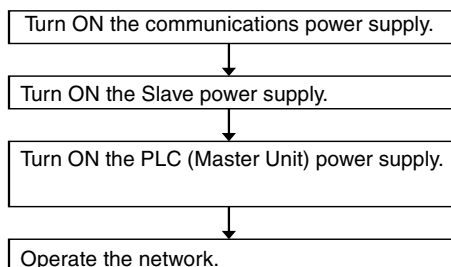 Turn ON the communications power supply.
Turn ON the Slave power supply.
Turn ON the PLC (Master Unit) power supply.
Operate the network.